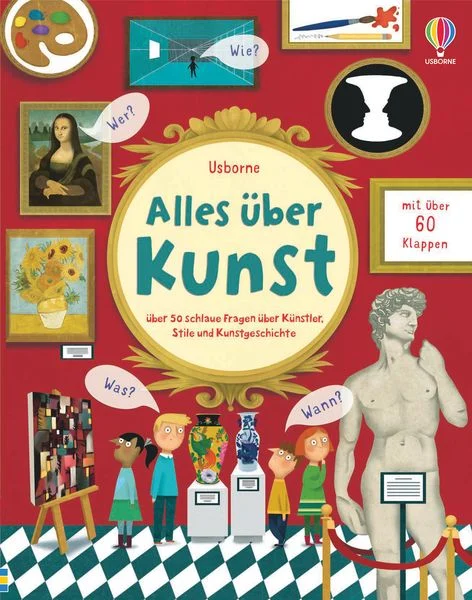 Wie?
USBORNE
Wer?
Usborne
Alles über
Kunst
über 50 schlaue Fragen über Künstler,
Stile und Kunstgeschichte
mit über
60
Klappen
Was?
Wann?